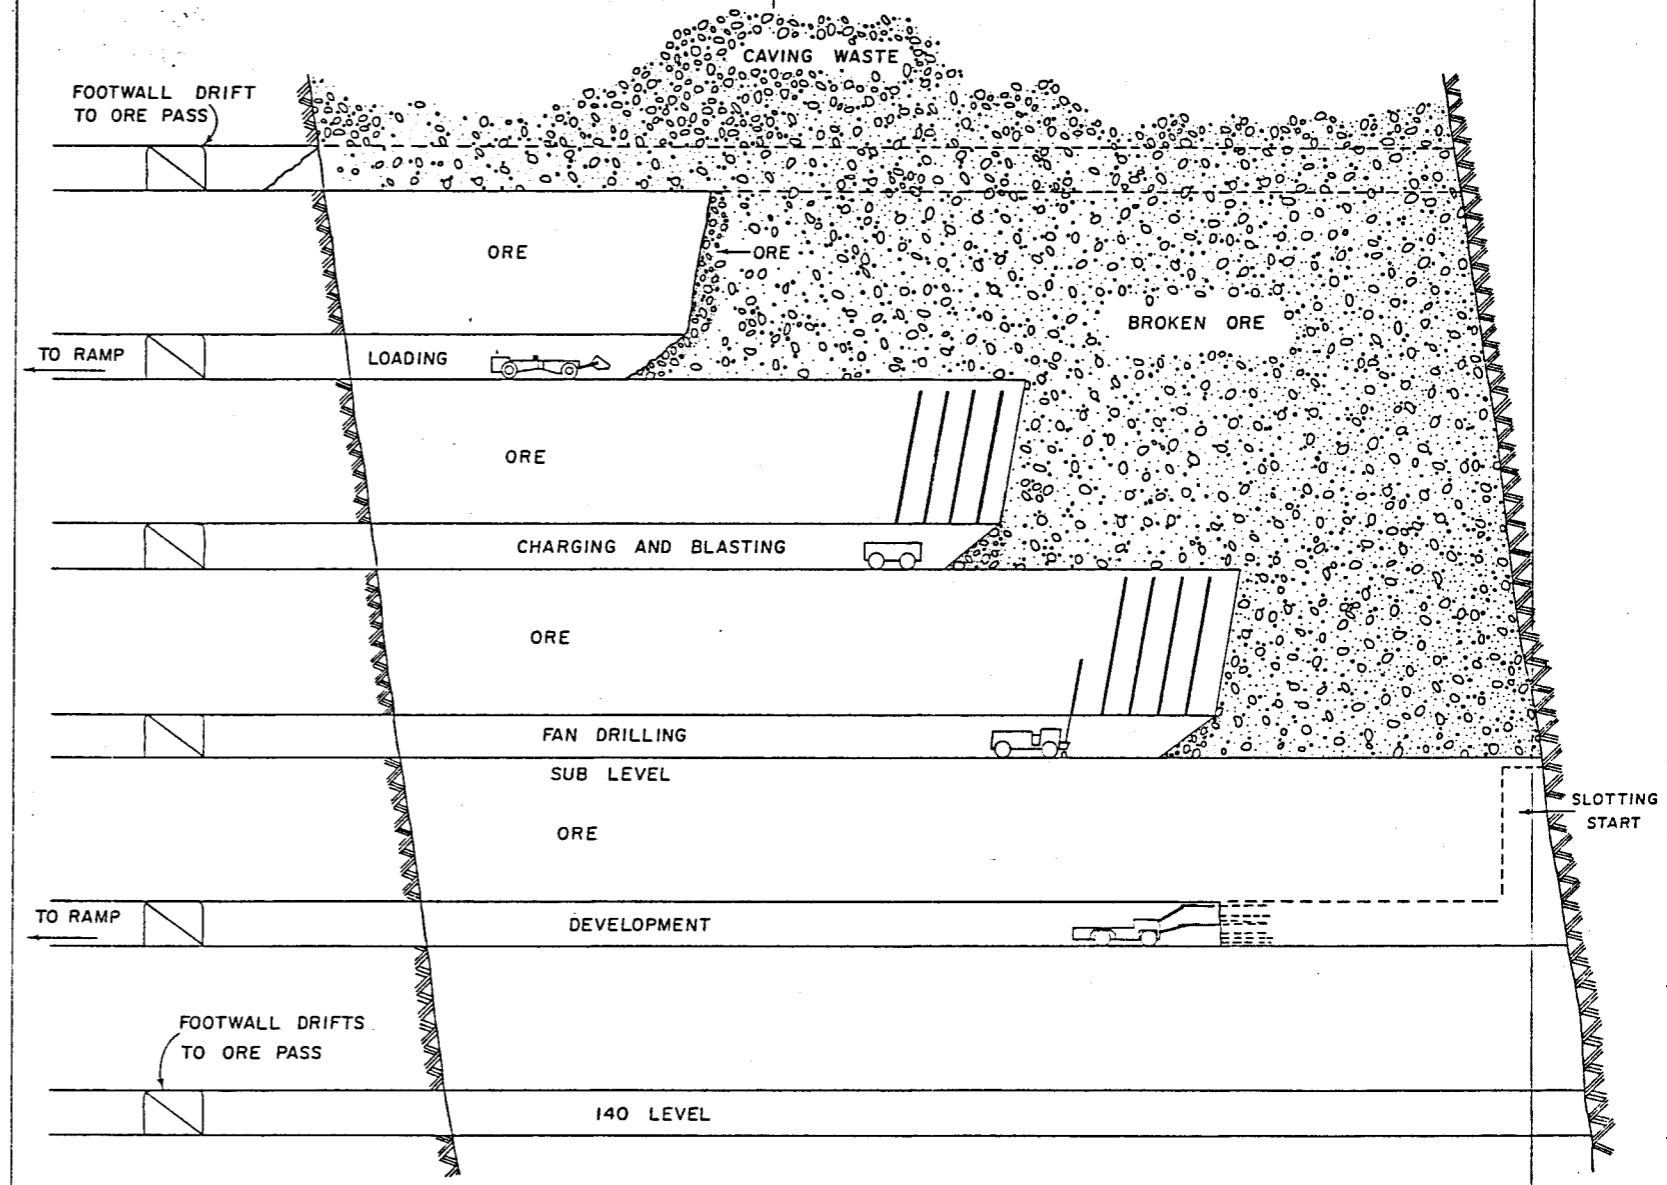 CAVING WASTE
FOOTWALL DRIFT
TO ORE PASS
ORE
ORE
BROKEN ORE
TO RAMP
LOADING
ORE
CHARGING AND BLASTING
ORE
FAN DRILLING
SUB LEVEL
SLOTTING
START
ORE
TO RAMP
DEVELOPMENT
FOOTWALL DRIFTS
TO ORE PASS
140 LEVEL